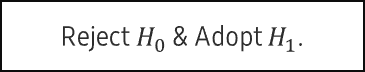 Reject H₀ & Adopt H₁.